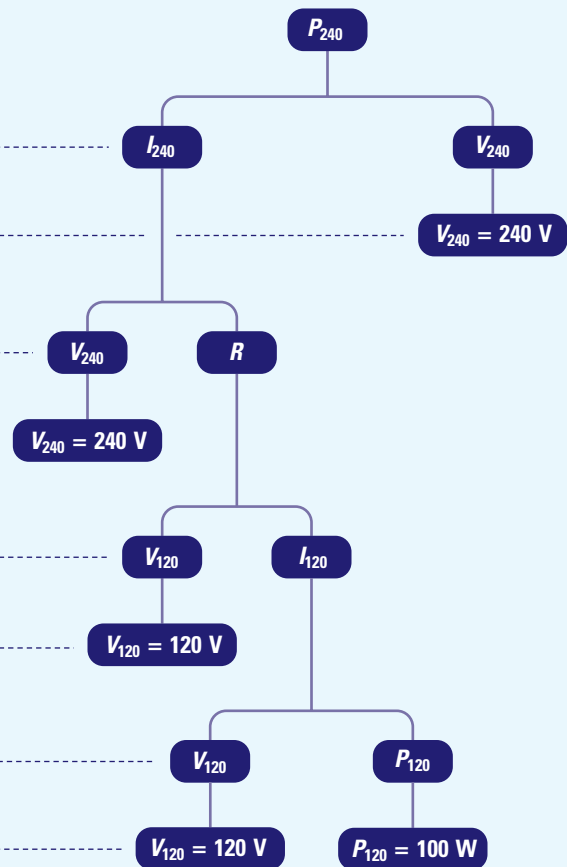 P240
I240 V240
V240 = 240 V
V240 R
V240 = 240 V
V120 I120
V120 = 120 V
V120 P120
V120 = 120 V P120 = 100 W